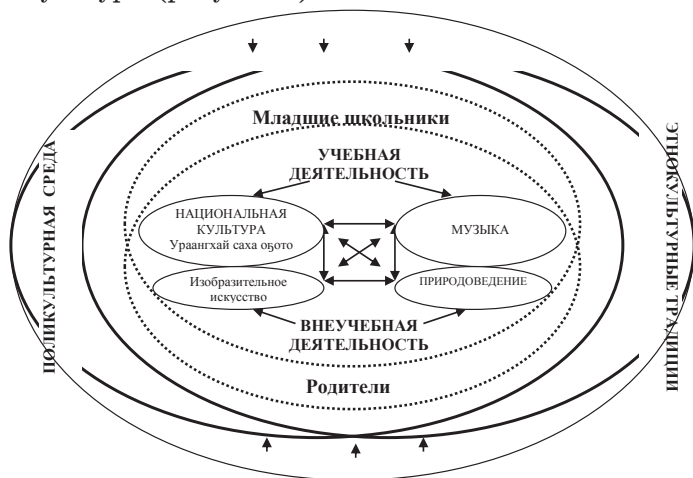 Младшие школьники
УЧЕБНАЯ
ДЕЯТЕЛЬНОСТЬ
ПОЛИКУЛЬТУРНАЯ СРЕДА
ЭТНОКУЛЬТУРНЫЕ ТРАДИЦИИ
НАЦИОНАЛЬНАЯ
КУЛЬТУРА
Ураангхай саха оҕото
МУЗЫКА
Изобразительное
искусство
ПРИРОДОВЕДЕНИЕ
ВНЕУЧЕБНАЯ
ДЕЯТЕЛЬНОСТЬ
Родители